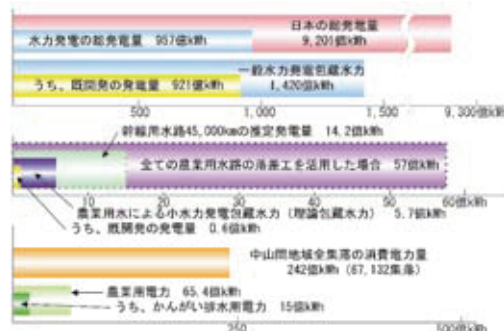 日本の総発電量
水力発電の総発電量　957億kWh
9,201億kWh
一般水力発電包蔵水力
うち、既開発の発電量　921億kWh
1,420億kWh
500　1,000　1,500　9,300億kWh
幹線用水路45,000kmの推定発電量　14.2億kWh
全ての農業用水路の落差工を活用した場合　57億kWh
10　20　30　40　50　60億kWh
農業用水による小水力発電包蔵水力（理論包蔵水力）　5.7億kWh
うち、既開発の発電量　0.6億kWh
中山間地域全集落の消費電力量
242億kWh（67,132集落）
農業用電力　65.4億kWh
うち、かんがい排水用電力　15億kWh
250　500億kWh